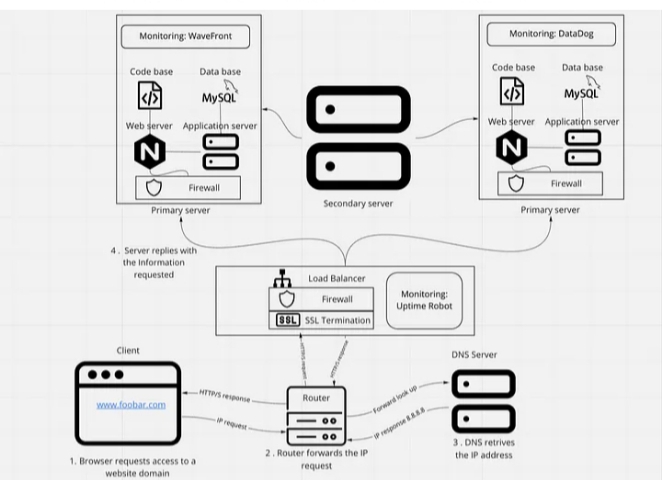 Monitoring: WaveFront
Code base
Data base
</>
MySQL
Web server
Application server
N
Firewall
Primary server
Secondary server
Monitoring: DataDog
Code base
Data base
</>
MySQL
Web server
Application server
N
Firewall
Primary server
4 . Server replies with
the Information
requested
Load Balancer
Firewall
SSL
SSL Termination
Monitoring:
Uptime Robot
HTTP/S request
HTTP/S response
Client
www.foobar.com
HTTP/S response
IP request
Router
Forward look up
IP response 8.8.8.8
DNS Server
1. Browser requests access to a
website domain
2 . Router forwards the IP
request
3 . DNS retrives
the IP address